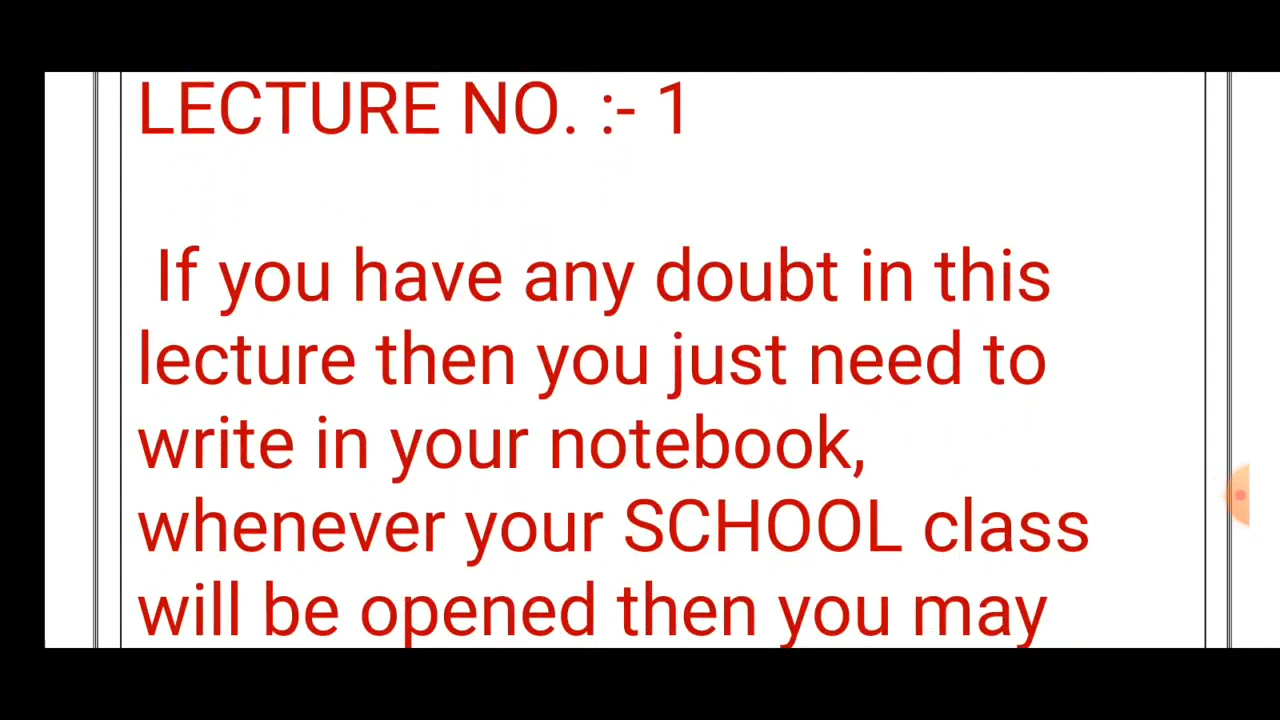 LECTURE NO. :- 1
If you have any doubt in this
lecture then you just need to
write in your notebook,
whenever your SCHOOL class
will be opened then you may